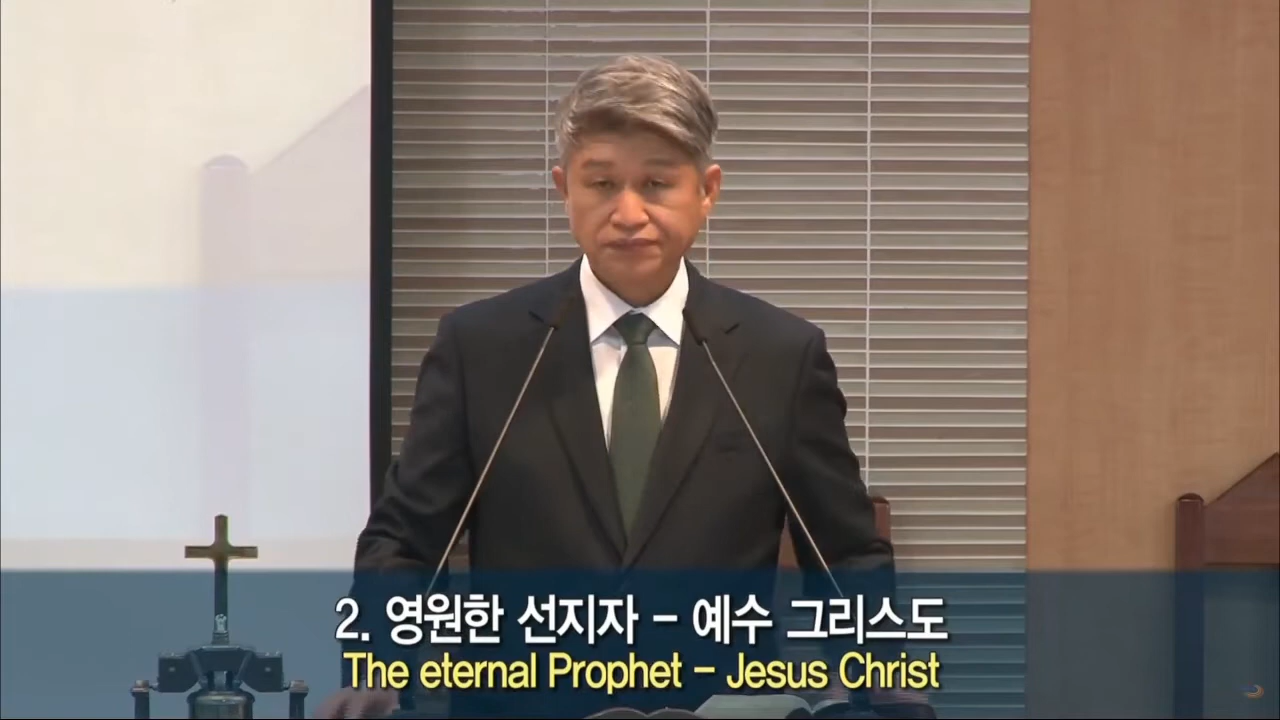 2. 영원한 선지자 – 예수 그리스도
The eternal Prophet – Jesus Christ